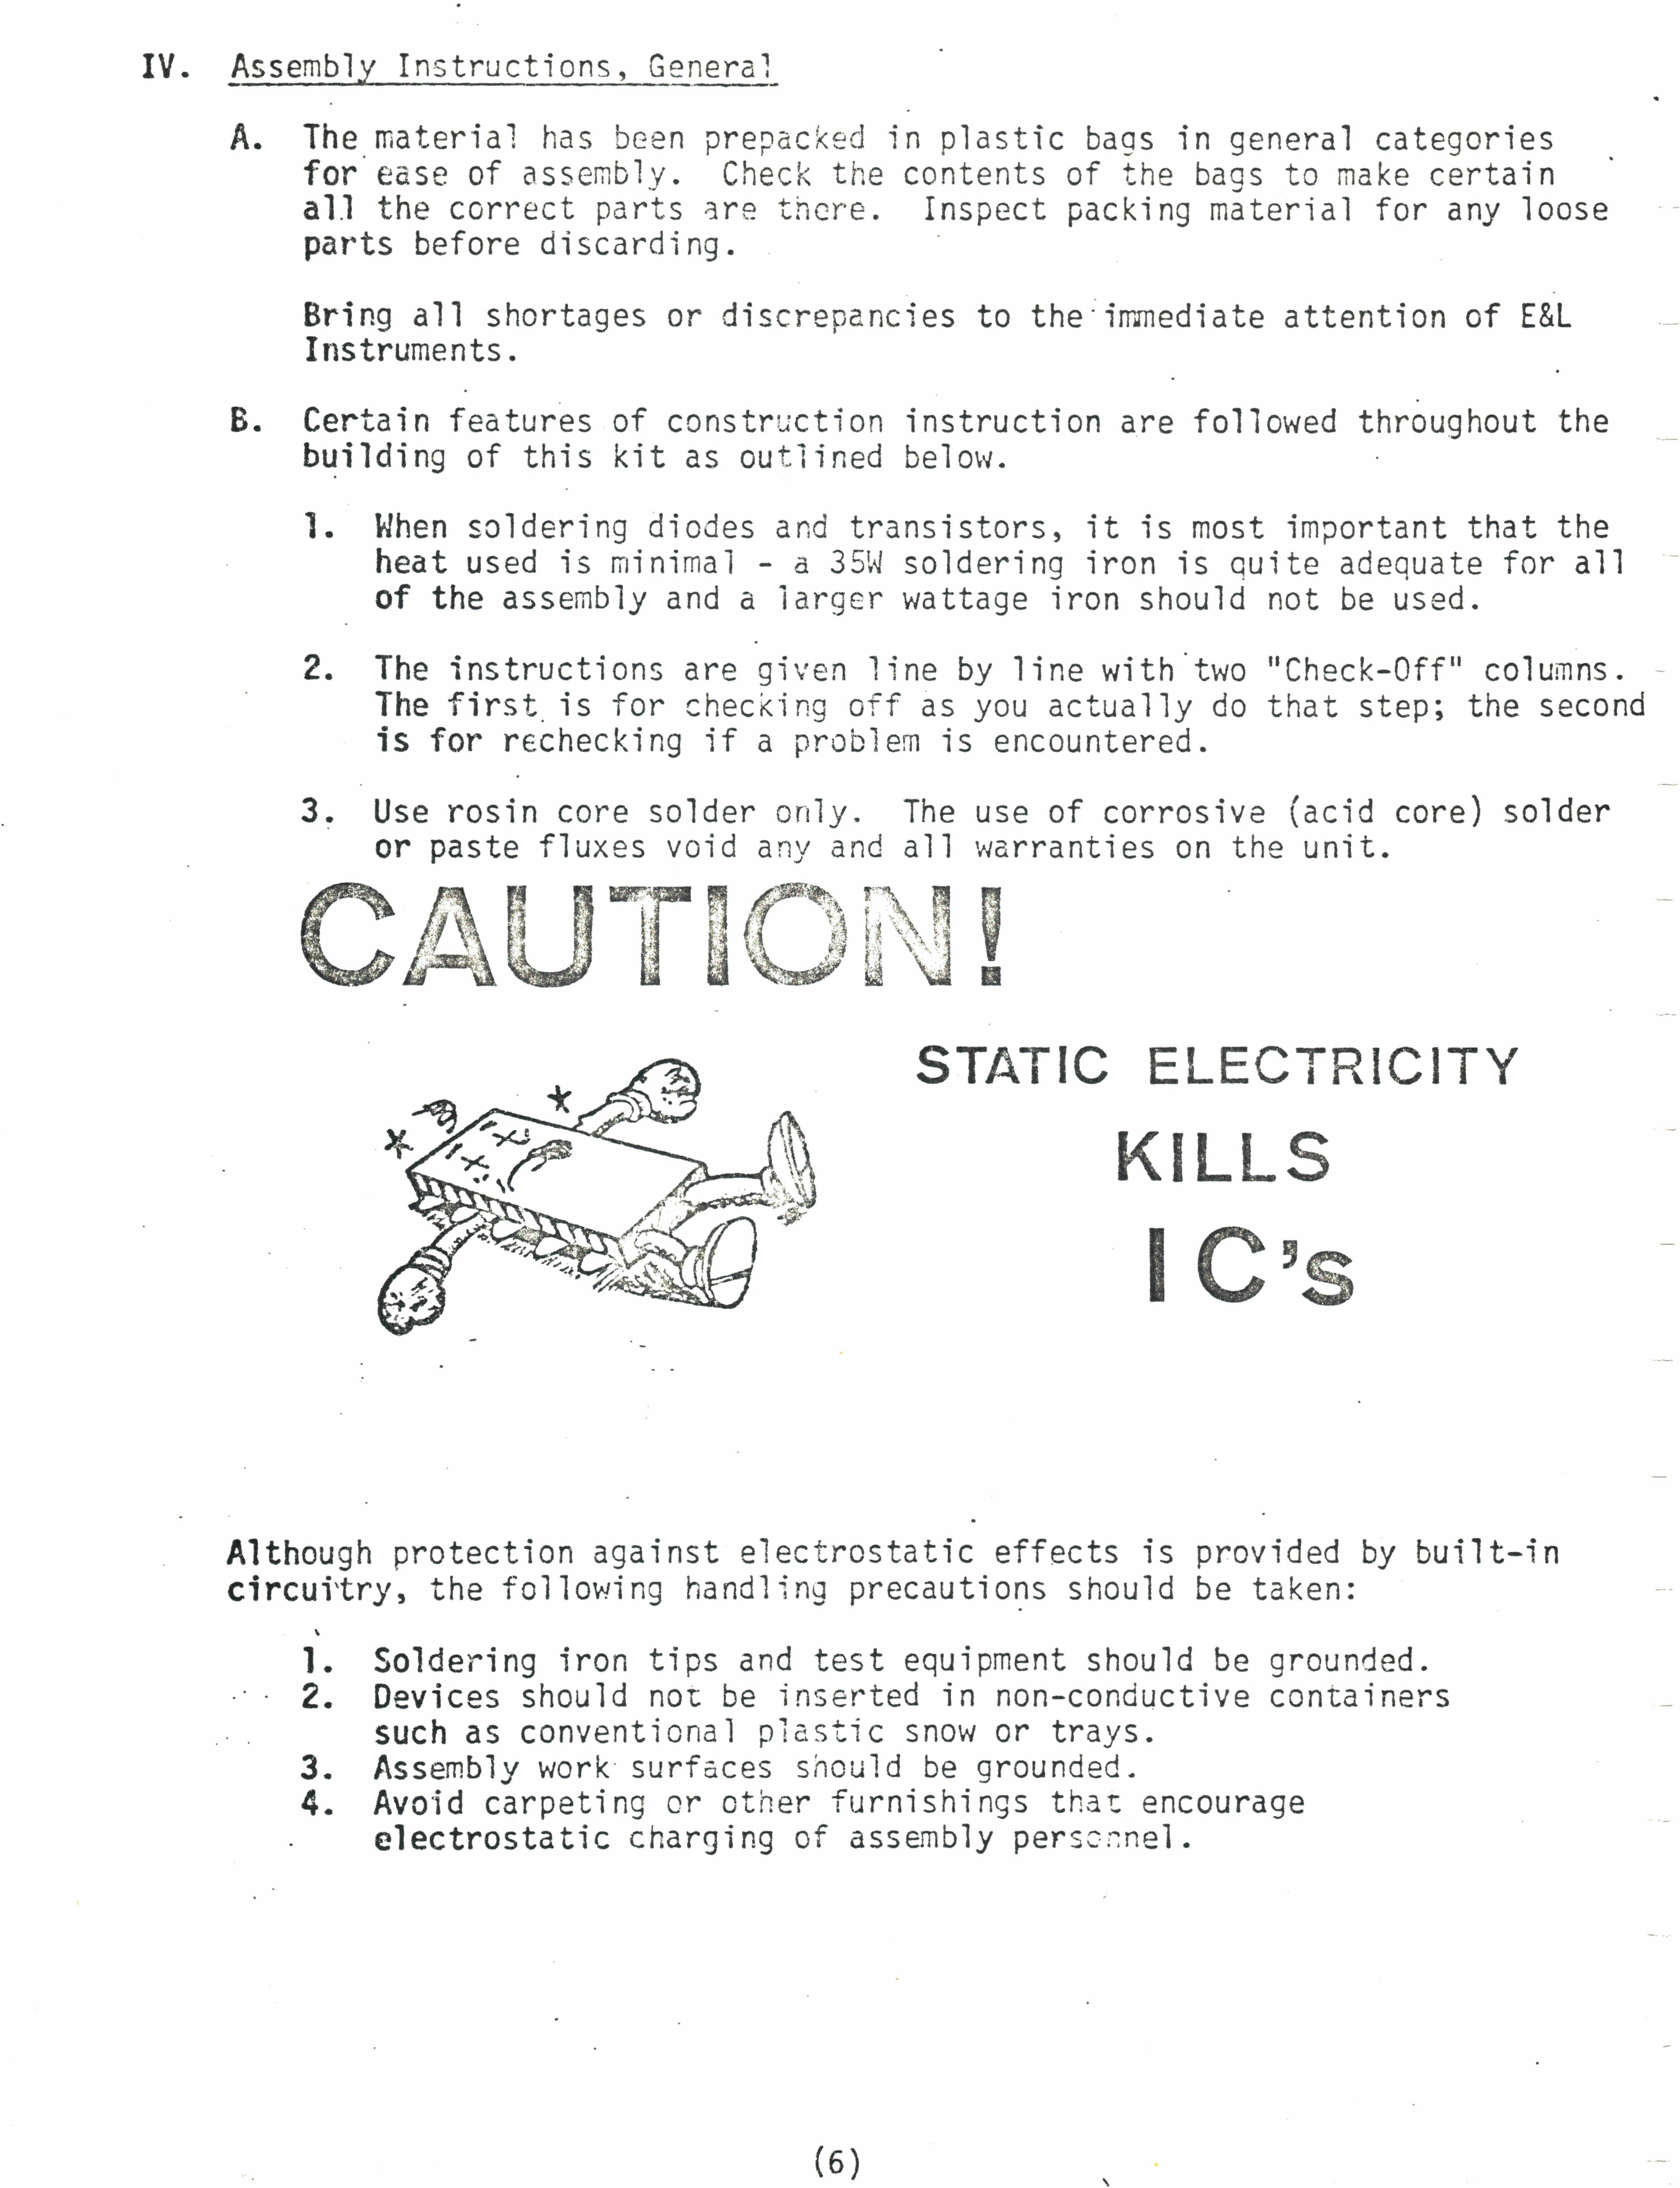 IV. Assembly Instructions, General
A. The material has been prepacked in plastic bags in general categories
for ease of assembly. Check the contents of the bags to make certain
all the correct parts are there. Inspect packing material for any loose
parts before discarding.
Bring all shortages or discrepancies to the immediate attention of E&L
Instruments.
B. Certain features of construction instruction are followed throughout the
building of this kit as outlined below.
1. When soldering diodes and transistors, it is most important that the
heat used is minimal - a 35W soldering iron is quite adequate for all
of the assembly and a larger wattage iron should not be used.
2. The instructions are given line by line with two "Check-Off" columns.
The first is for checking off as you actually do that step; the second
is for rechecking if a problem is encountered.
3. Use rosin core solder only. The use of corrosive (acid core) solder
or paste fluxes void any and all warranties on the unit.
CAUTION!
STATIC ELECTRICITY
KILLS
IC's
Although protection against electrostatic effects is provided by built-in
circuitry, the following handling precautions should be taken:
1. Soldering iron tips and test equipment should be grounded.
2. Devices should not be inserted in non-conductive containers
such as conventional plastic snow or trays.
3. Assembly work surfaces should be grounded.
4. Avoid carpeting or other furnishings that encourage
electrostatic charging of assembly personnel.
(6)